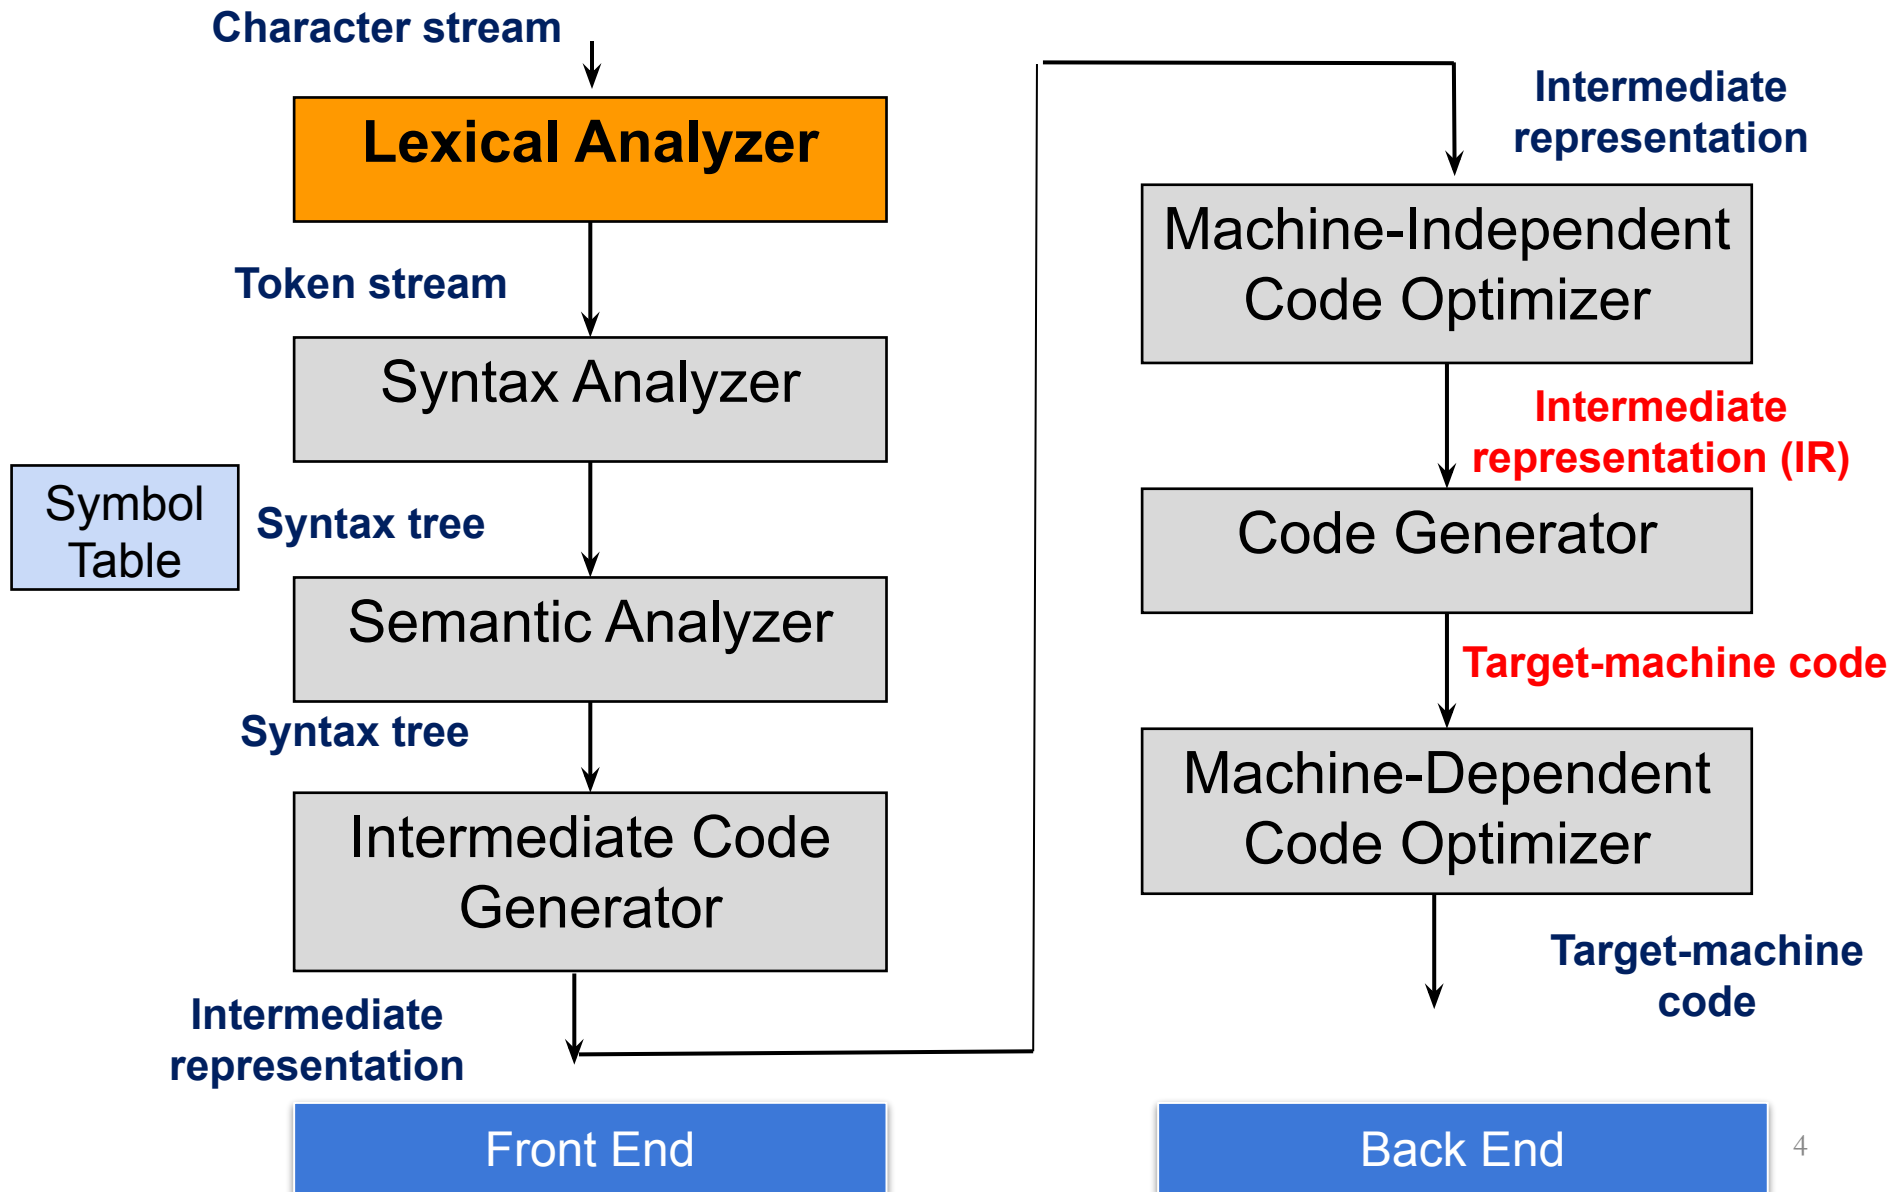 Character stream
Lexical Analyzer
Token stream
Syntax Analyzer
Symbol
Table
Syntax tree
Semantic Analyzer
Syntax tree
Intermediate Code
Generator
Intermediate
representation
Front End
Intermediate
representation
Machine-Independent
Code Optimizer
Intermediate
representation (IR)
Code Generator
Target-machine code
Machine-Dependent
Code Optimizer
Target-machine
code
Back End
4